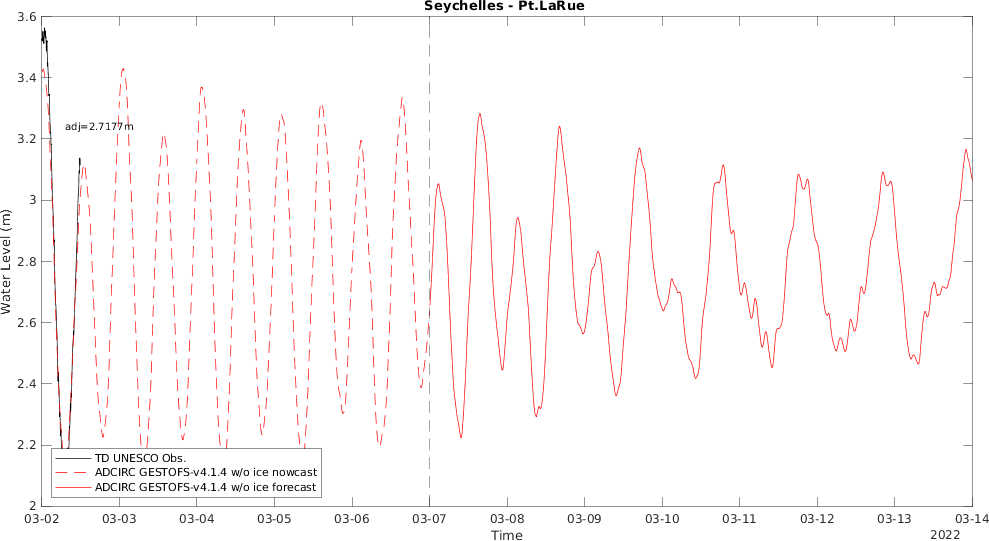 Seychelles - Pt.LaRue
3.6
3.4
3.2
3
2.8
2.6
2.4
2.2
2
Water Level (m)
adj=2.7177m
TD UNESCO Obs.
ADCIRC GESTOFS-v4.1.4 w/o ice nowcast
ADCIRC GESTOFS-v4.1.4 w/o ice forecast
03-02 03-03 03-04 03-05 03-06 03-07 03-08 03-09 03-10 03-11 03-12 03-13 03-14
Time
2022